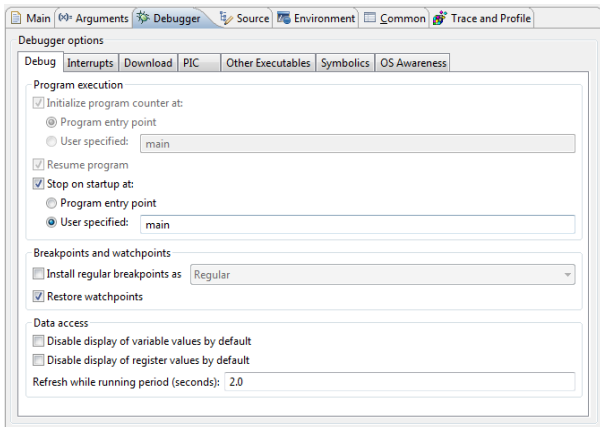 Main (x)= Arguments Debugger Source Environment Common Trace and Profile
Debugger options
Debug Interrupts Download PIC Other Executables Symbolics OS Awareness
Program execution
Initialize program counter at:
Program entry point
User specified: main
Resume program
Stop on startup at:
Program entry point
User specified: main
Breakpoints and watchpoints
Install regular breakpoints as Regular
Restore watchpoints
Data access
Disable display of variable values by default
Disable display of register values by default
Refresh while running period (seconds): 2.0